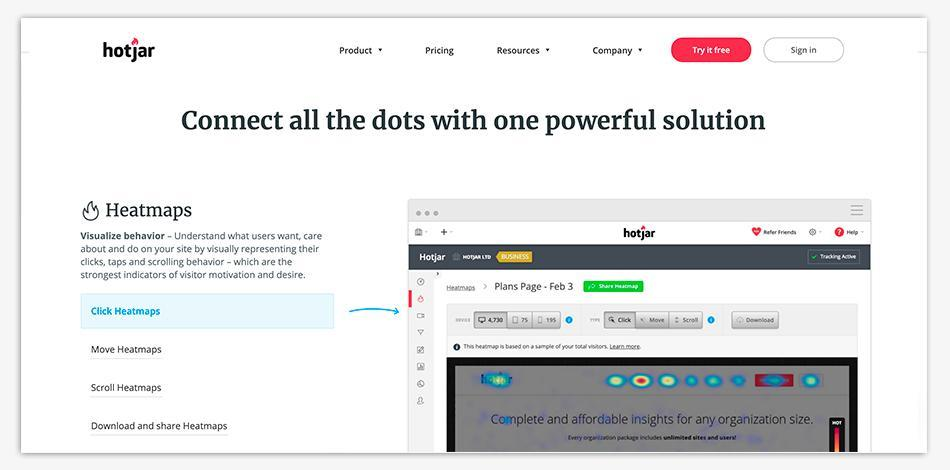 hotjar
Product
Pricing
Resources
Company
Try it free
Sign in
Connect all the dots with one powerful solution
Heatmaps
Visualize behavior – Understand what users want, care
about and do on your site by visually representing their
clicks, taps and scrolling behavior – which are the
strongest indicators of visitor motivation and desire.
Click Heatmaps
Move Heatmaps
Scroll Heatmaps
Download and share Heatmaps
hotjar
Refer Friends
Help
Hotjar
HOTJAR LTD
BUSINESS
Tracking Active
Heatmaps
Plans Page - Feb 3
Share Heatmap
DEVICE
4,730
75
195
TYPE
Click
Move
Scroll
Download
This heatmap is based on a sample of your total visitors. Learn more.
Complete and affordable insights for any organization size.
Every organization package includes unlimited sites and users!
HOT